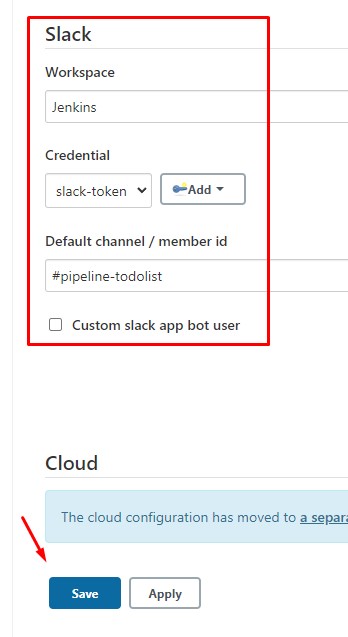 Slack
Workspace
Jenkins
Credential
slack-token
Add
Default channel / member id
#pipeline-todolist
Custom slack app bot user
Cloud
The cloud configuration has moved to a separa
Save
Apply